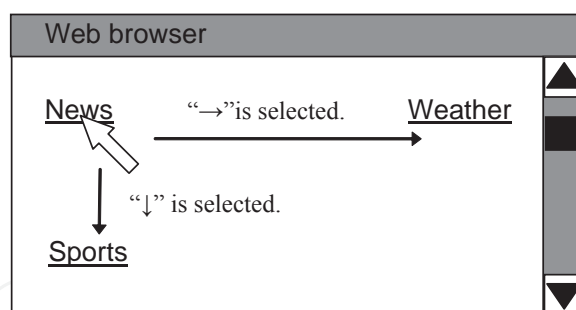 Web browser
News “→”is selected. Weather
“↓” is selected.
Sports